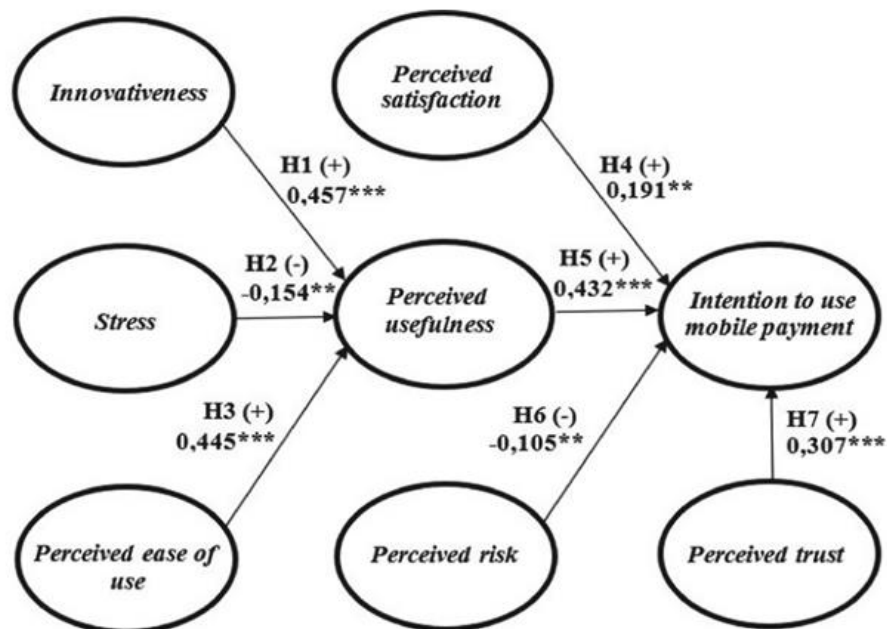 Innovativeness
Perceived
satisfaction
H1 (+)
0,457***
H4 (+)
0,191**
Stress
H2 (-)
-0,154**
Perceived
usefulness
H5 (+)
0,432***
Intention to use
mobile payment
H3 (+)
0,445***
H6 (-)
-0,105**
H7 (+)
0,307***
Perceived ease of
use
Perceived risk
Perceived trust